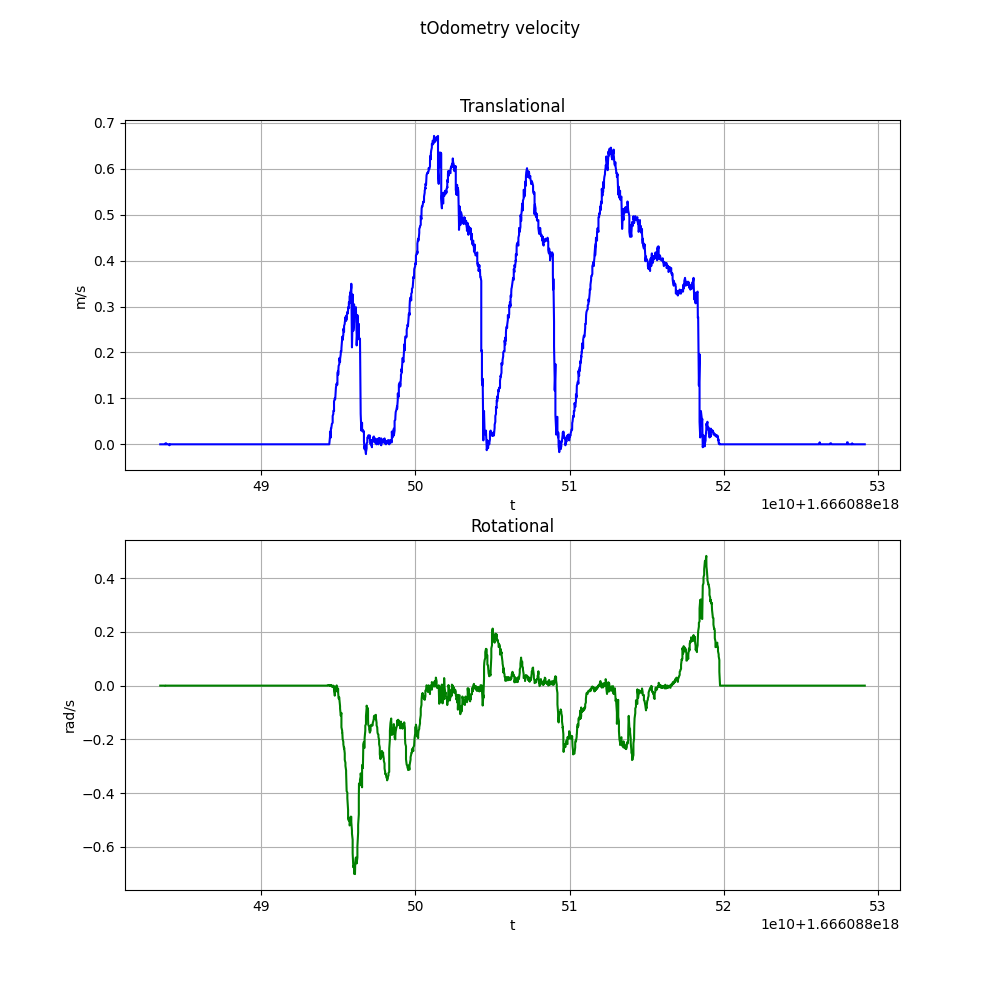 tOdometry velocity
Translational
0.7
0.6
0.5
0.4
0.3
0.2
0.1
0.0
m/s
49 50 51 52 53
t
1e10+1.666088e18
Rotational
0.4
0.2
0.0
−0.2
−0.4
−0.6
rad/s
49 50 51 52 53
t
1e10+1.666088e18